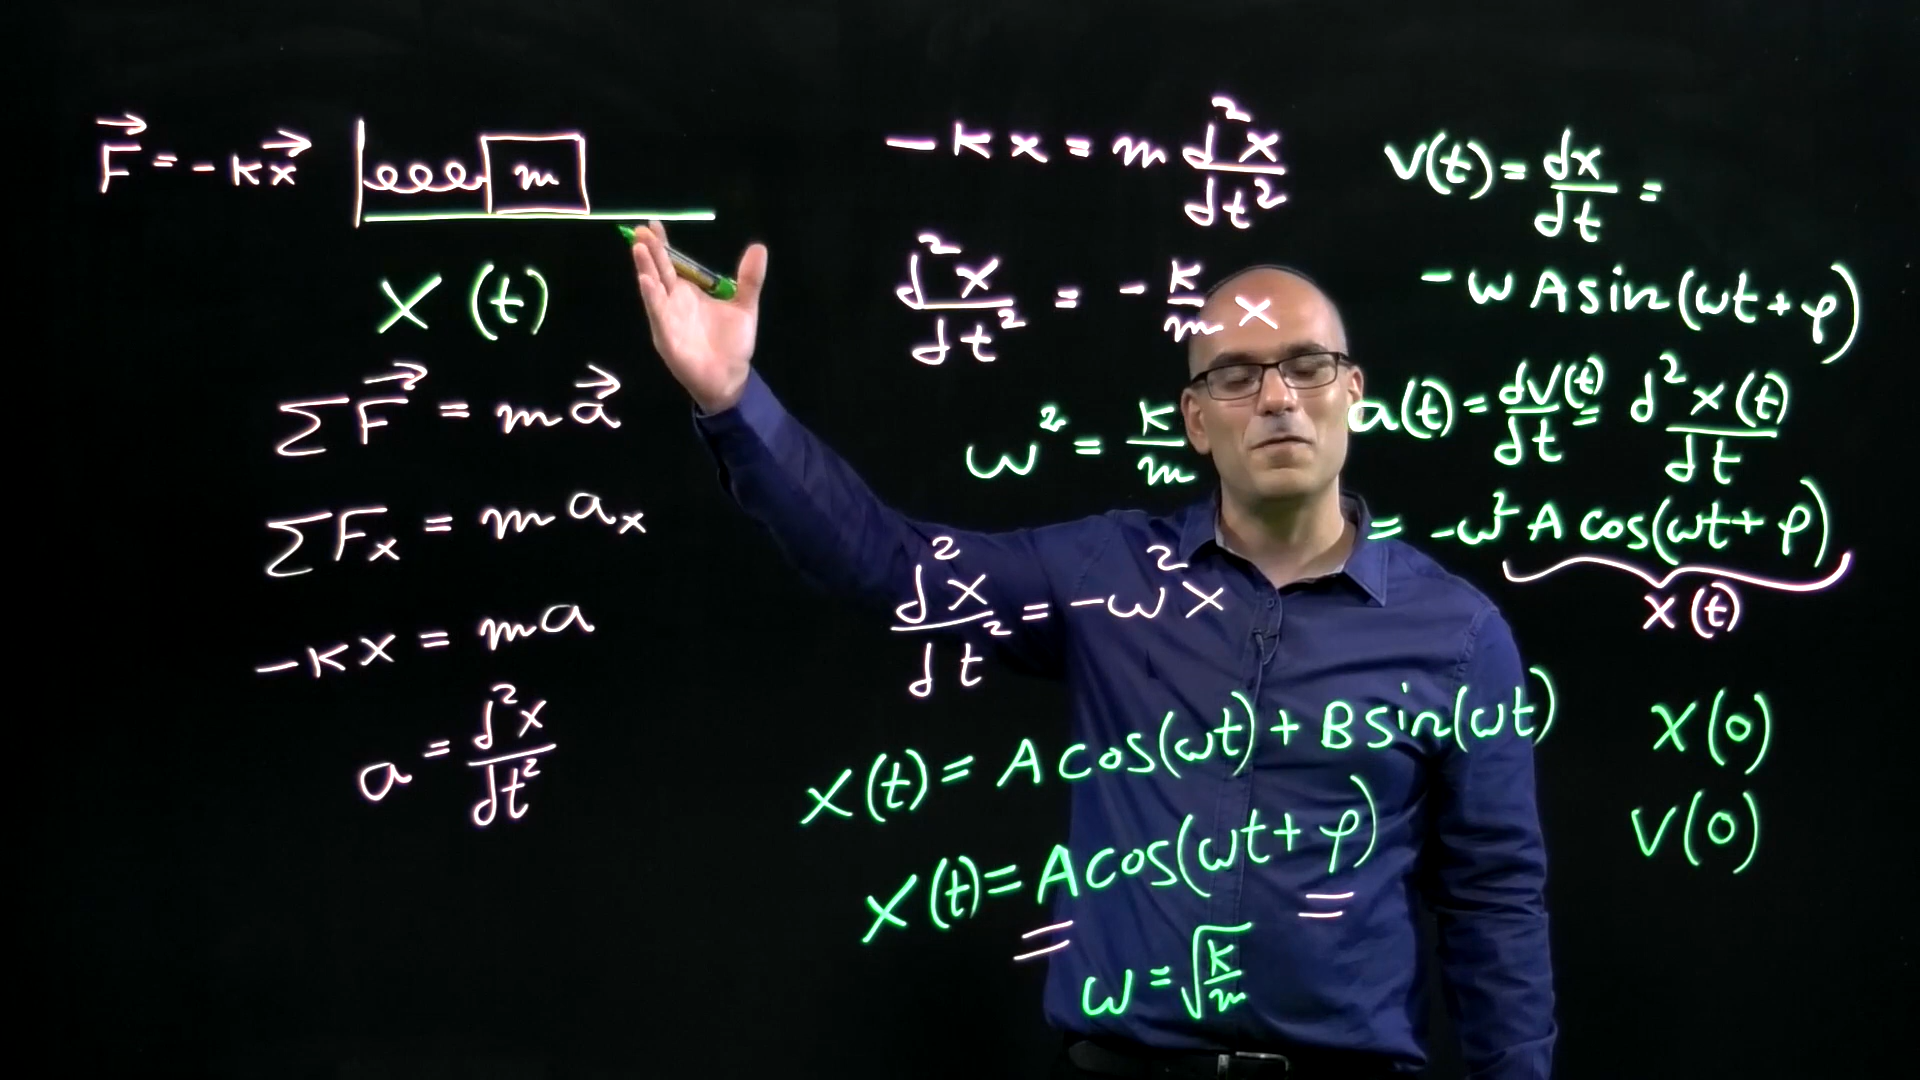 F⃗ = -kx⃗
m
x(t)
ΣF⃗ = ma⃗
ΣFₓ = maₓ
-kx = ma
a = d²x/dt²
-kx = m d²x/dt²
d²x/dt² = -k/m x
ω² = k/m
d²x/dt² = -ω²x
x(t) = A cos(ωt) + B sin(ωt)
x(t) = A cos(ωt + φ)
ω = √(k/m)
v(t) = dx/dt =
-ωA sin(ωt + φ)
a(t) = dv(t)/dt = d²x(t)/dt
= -ω²A cos(ωt + φ)
x(t)
x(0)
v(0)